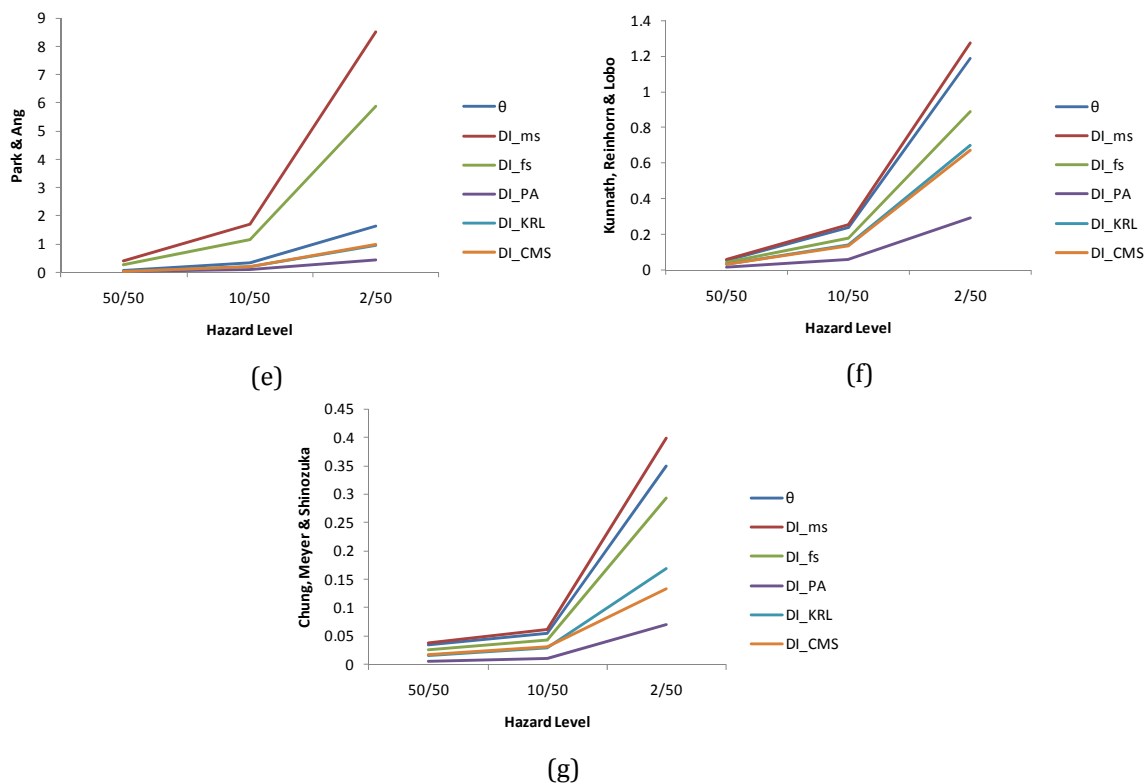 9
8
7
6
5
4
3
2
1
0
Park & Ang
50/50 10/50 2/50
Hazard Level
θ
DI_ms
DI_fs
DI_PA
DI_KRL
DI_CMS
(e)
1.4
1.2
1
0.8
0.6
0.4
0.2
0
Kunnath, Reinhorn & Lobo
50/50 10/50 2/50
Hazard Level
θ
DI_ms
DI_fs
DI_PA
DI_KRL
DI_CMS
(f)
0.45
0.4
0.35
0.3
0.25
0.2
0.15
0.1
0.05
0
Chung, Meyer & Shinozuka
50/50 10/50 2/50
Hazard Level
θ
DI_ms
DI_fs
DI_PA
DI_KRL
DI_CMS
(g)